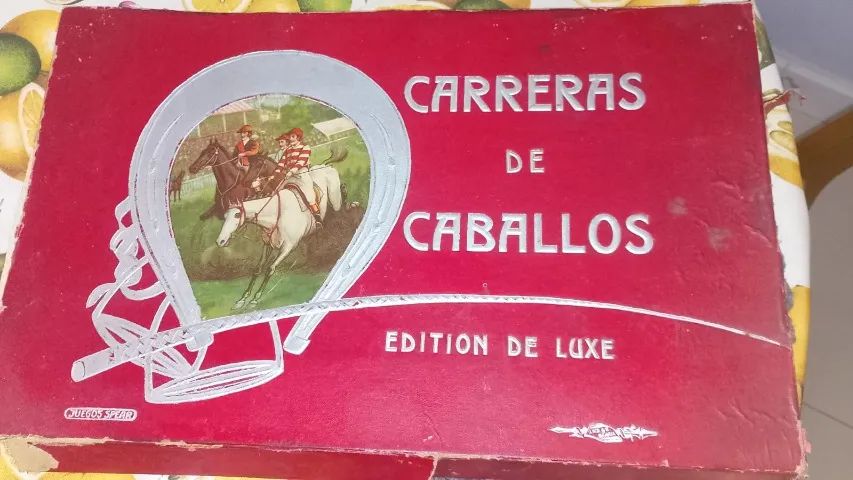 CARRERAS
DE
CABALLOS
EDITION DE LUXE
JUEGOS SPEAR